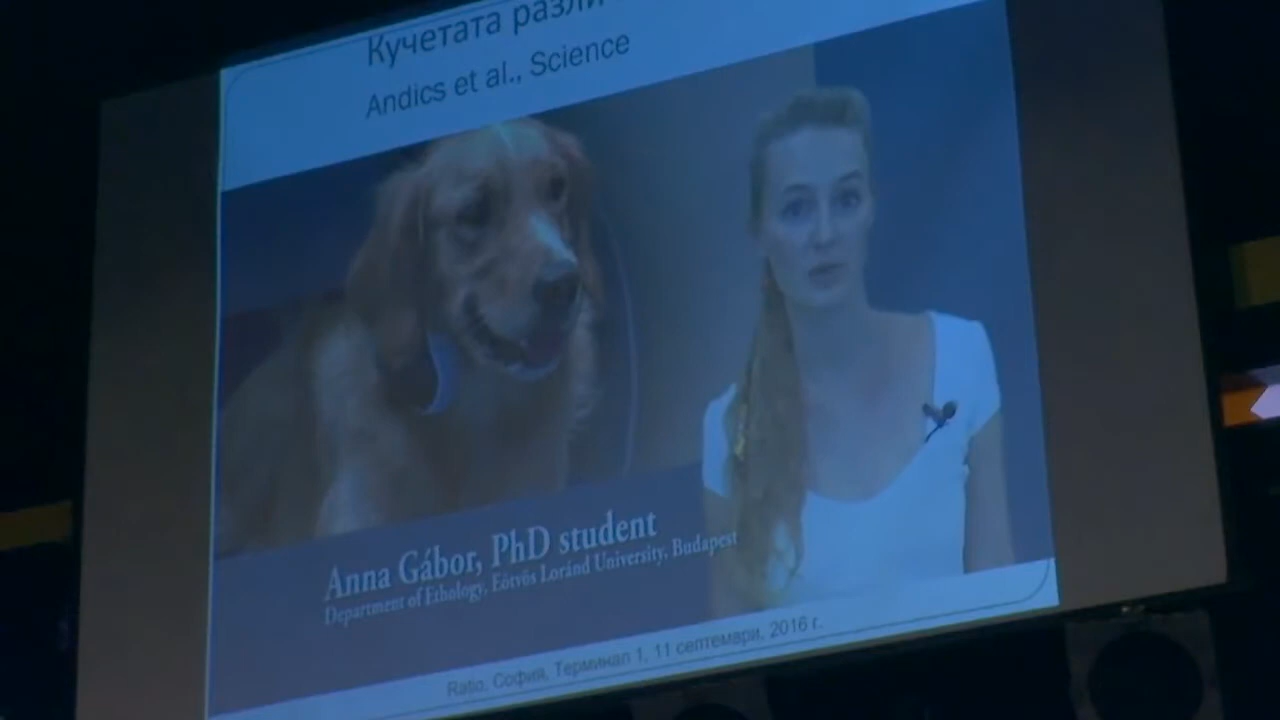 Кучетата
Andics et al., Science
Anna Gábor, PhD student
Department of Ethology, Eötvös Loránd University, Budapest
Ratio, София, Терминал 1, 11 септември, 2016 г.